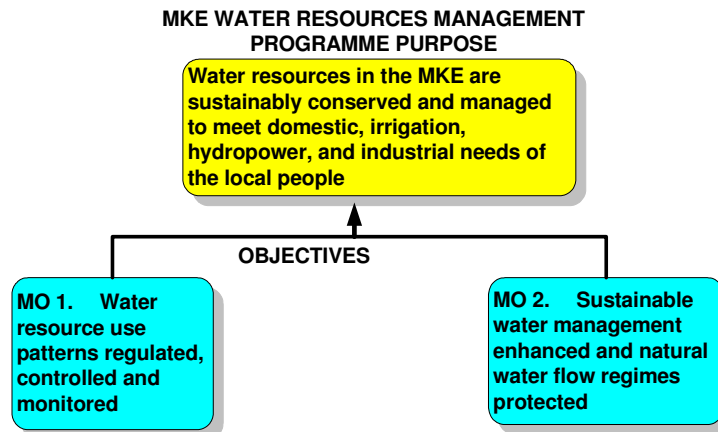 MKE WATER RESOURCES MANAGEMENT
PROGRAMME PURPOSE
Water resources in the MKE are
sustainably conserved and managed
to meet domestic, irrigation,
hydropower, and industrial needs of
the local people
OBJECTIVES
MO 1. Water
resource use
patterns regulated,
controlled and
monitored
MO 2. Sustainable
water management
enhanced and natural
water flow regimes
protected